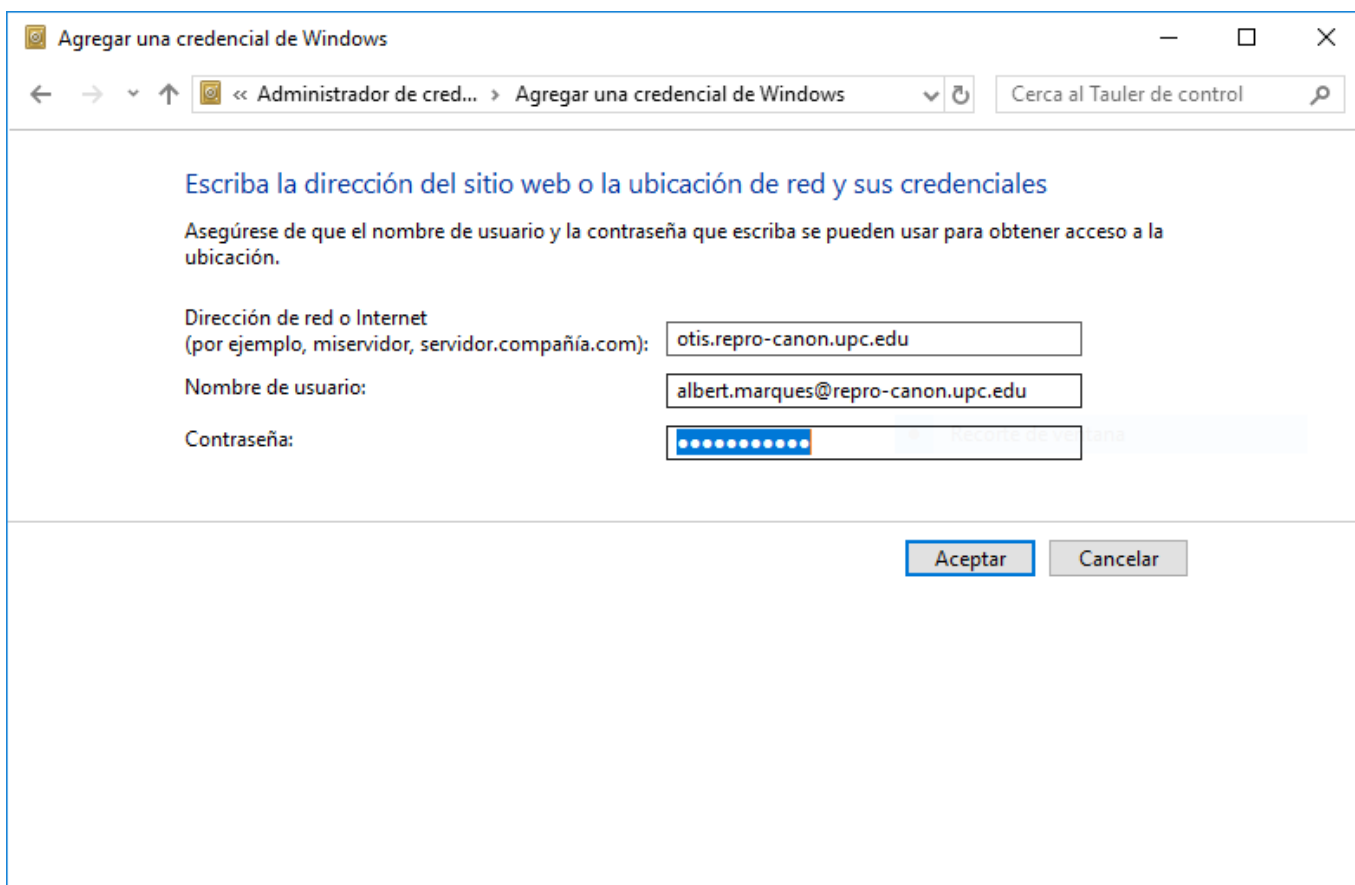 Agregar una credencial de Windows
« Administrador de cred... › Agregar una credencial de Windows
Cerca al Tauler de control
Escriba la dirección del sitio web o la ubicación de red y sus credenciales
Asegúrese de que el nombre de usuario y la contraseña que escriba se pueden usar para obtener acceso a la
ubicación.
Dirección de red o Internet
(por ejemplo, miservidor, servidor.compañía.com):
otis.repro-canon.upc.edu
Nombre de usuario:
albert.marques@repro-canon.upc.edu
Contraseña:
●●●●●●●●●●●
Recorte de ventana
Aceptar
Cancelar